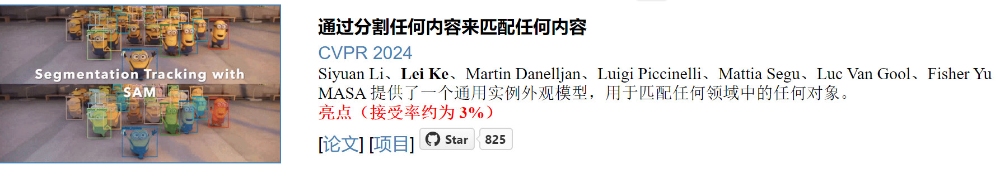 Segmentation Tracking with
SAM
通过分割任何内容来匹配任何内容
CVPR 2024
Siyuan Li、Lei Ke、Martin Danelljan、Luigi Piccinelli、Mattia Segu、Luc Van Gool、Fisher Yu
MASA 提供了一个通用实例外观模型，用于匹配任何领域中的任何对象。
亮点（接受率约为 3%）
[论文] [项目] Star 825